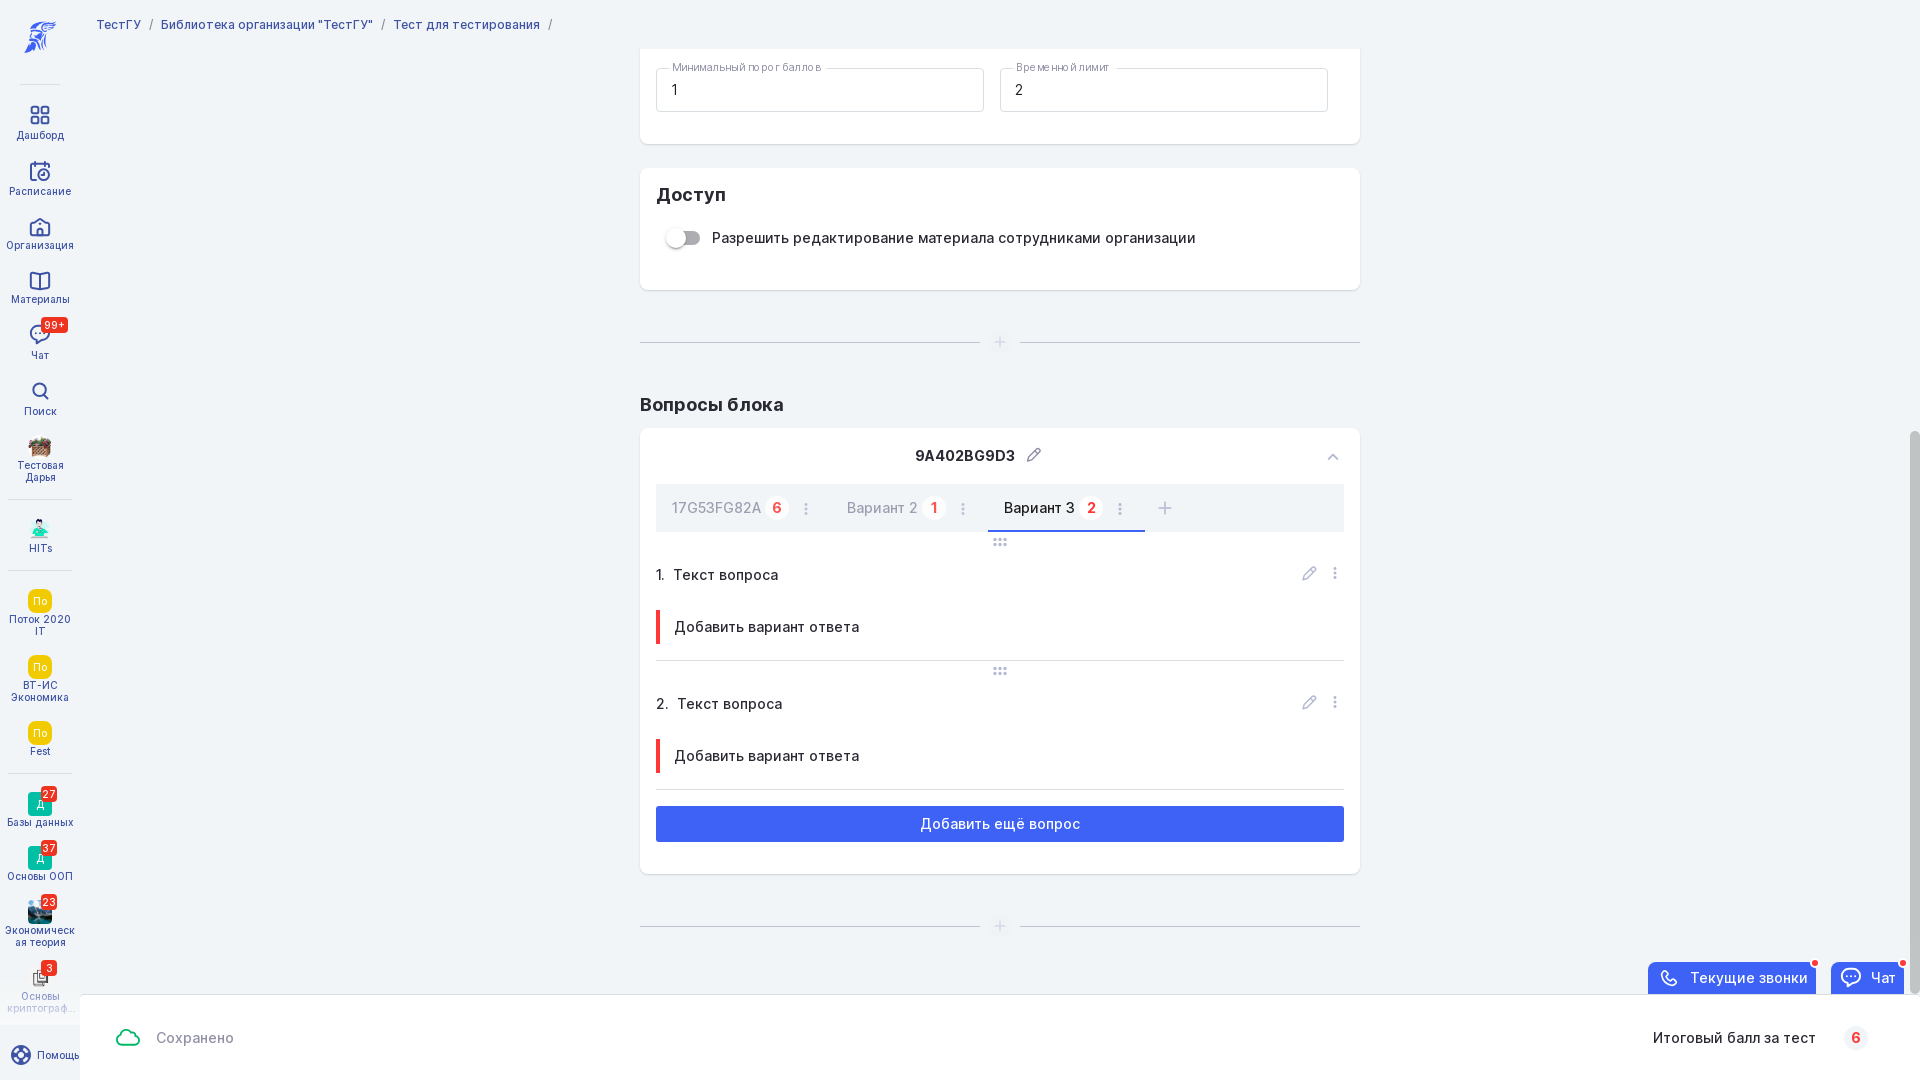 ТестГУ / Библиотека организации "ТестГУ" / Тест для тестирования /
Дашборд
Расписание
Организация
Материалы
99+
Чат
Поиск
Тестовая
Дарья
HITs
По
Поток 2020
IT
По
ВТ-ИС
Экономика
По
Fest
27
Д
Базы данных
37
Д
Основы ООП
23
Экономическ
ая теория
3
Основы
криптограф...
Помощь
Минимальный порог баллов
1
Временной лимит
2
Доступ
Разрешить редактирование материала сотрудниками организации
Вопросы блока
9A402BG9D3
17G53FG82A 6
Вариант 2 1
Вариант 3 2
1. Текст вопроса
Добавить вариант ответа
2. Текст вопроса
Добавить вариант ответа
Добавить ещё вопрос
Текущие звонки
Чат
Сохранено
Итоговый балл за тест 6